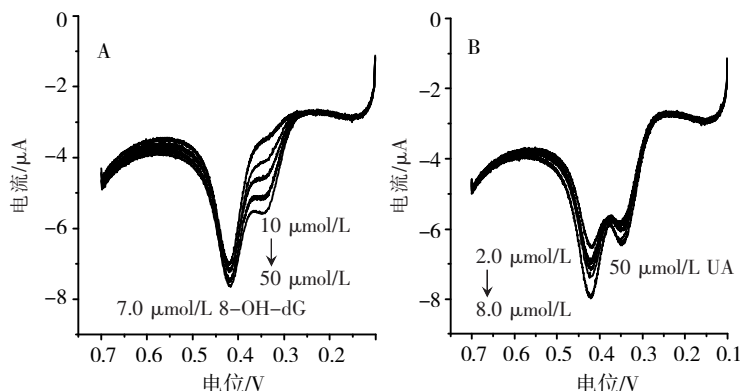 A
电流/μA
0
−2
−4
−6
−8
10 μmol/L
50 μmol/L
7.0 μmol/L 8−OH−dG
0.7 0.6 0.5 0.4 0.3 0.2
电位/V
B
电流/μA
0
−2
−4
−6
−8
2.0 μmol/L
8.0 μmol/L
50 μmol/L UA
0.7 0.6 0.5 0.4 0.3 0.2 0.1
电位/V